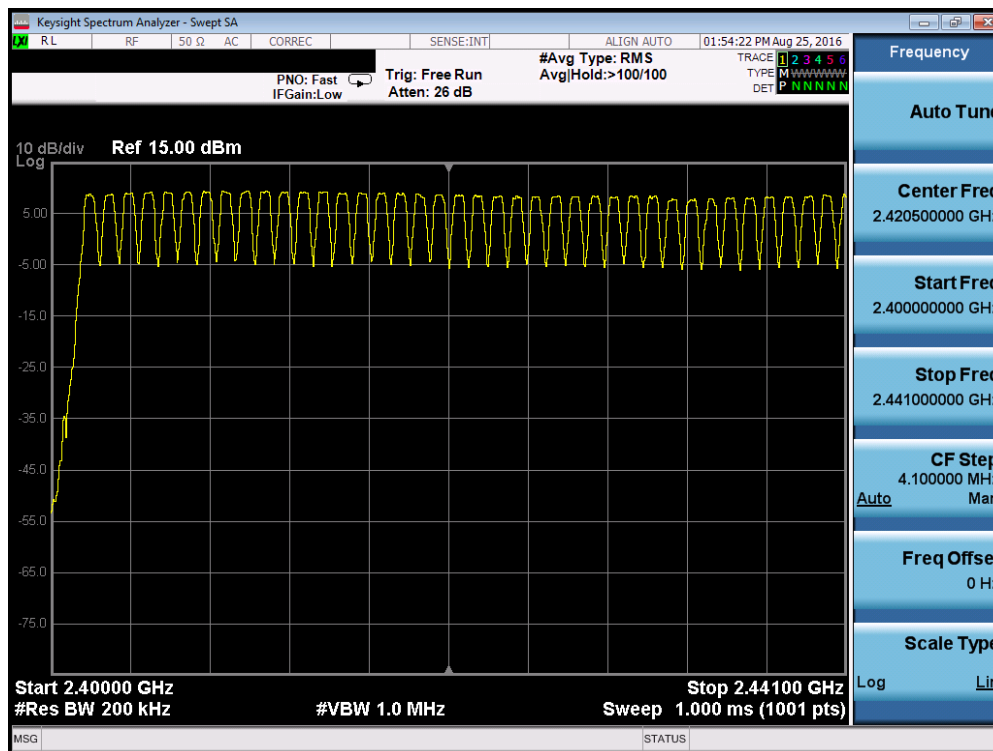 Keysight Spectrum Analyzer - Swept SA
LXI RL RF 50 Ω AC CORREC SENSE:INT ALIGN AUTO 01:54:22 PM Aug 25, 2016
#Avg Type: RMS TRACE 1 2 3 4 5 6
PNO: Fast Trig: Free Run Avg|Hold:>100/100 TYPE M W W W W W
IFGain:Low Atten: 26 dB DET P N N N N N
10 dB/div Ref 15.00 dBm
Log
5.00
-5.00
-15.0
-25.0
-35.0
-45.0
-55.0
-65.0
-75.0
Start 2.40000 GHz Stop 2.44100 GHz
#Res BW 200 kHz #VBW 1.0 MHz Sweep 1.000 ms (1001 pts)
MSG STATUS
Frequency
Auto Tun
Center Fre
2.420500000 GH
Start Fre
2.400000000 GH
Stop Fre
2.441000000 GH
CF Ste
4.100000 MH
Auto Ma
Freq Offse
0 H
Scale Type
Log Li